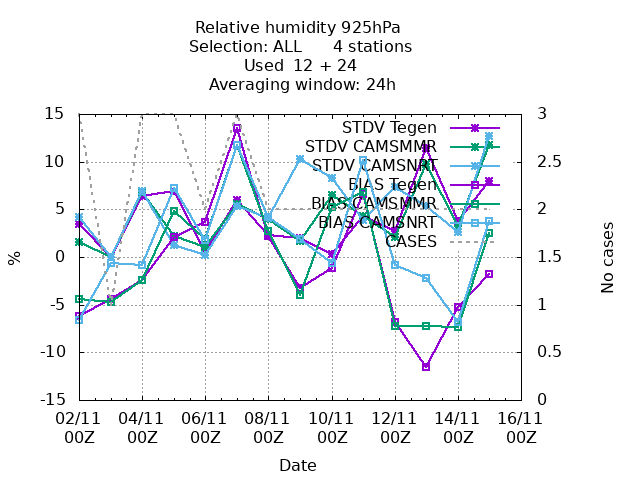 Relative humidity 925hPa
Selection: ALL 4 stations
Used 12 + 24
Averaging window: 24h
15 3
STDV Tegen
STDV CAMSMMR
10 2.5
STDV CAMSNRT
BIAS Tegen
5 BIAS CAMSMMR 2
BIAS CAMSNRT
CASES
% 0 1.5 No cases
-5 1
-10 0.5
-15 0
02/11 04/11 06/11 08/11 10/11 12/11 14/11 16/11
00Z 00Z 00Z 00Z 00Z 00Z 00Z 00Z
Date